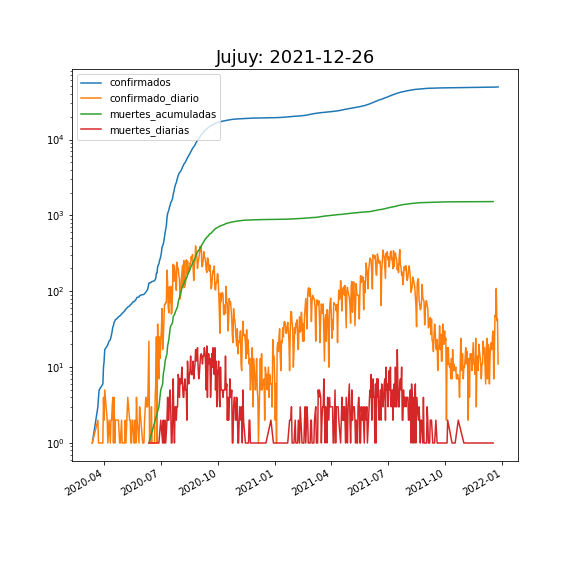 Jujuy: 2021-12-26
confirmados
confirmado_diario
muertes_acumuladas
muertes_diarias
10^4
10^3
10^2
10^1
10^0
2020-04 2020-07 2020-10 2021-01 2021-04 2021-07 2021-10 2022-01